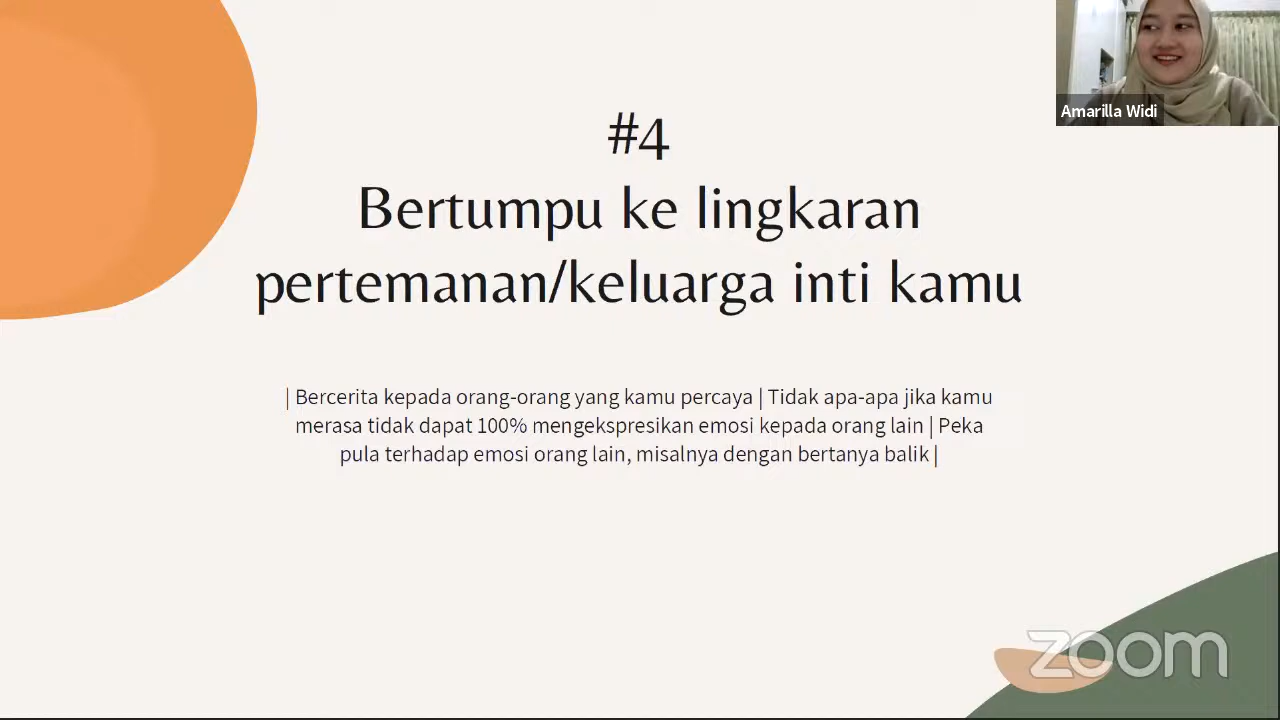 #4
Bertumpu ke lingkaran
pertemanan/keluarga inti kamu
| Bercerita kepada orang-orang yang kamu percaya | Tidak apa-apa jika kamu
merasa tidak dapat 100% mengekspresikan emosi kepada orang lain | Peka
pula terhadap emosi orang lain, misalnya dengan bertanya balik |
Amarilla Widi
zoom